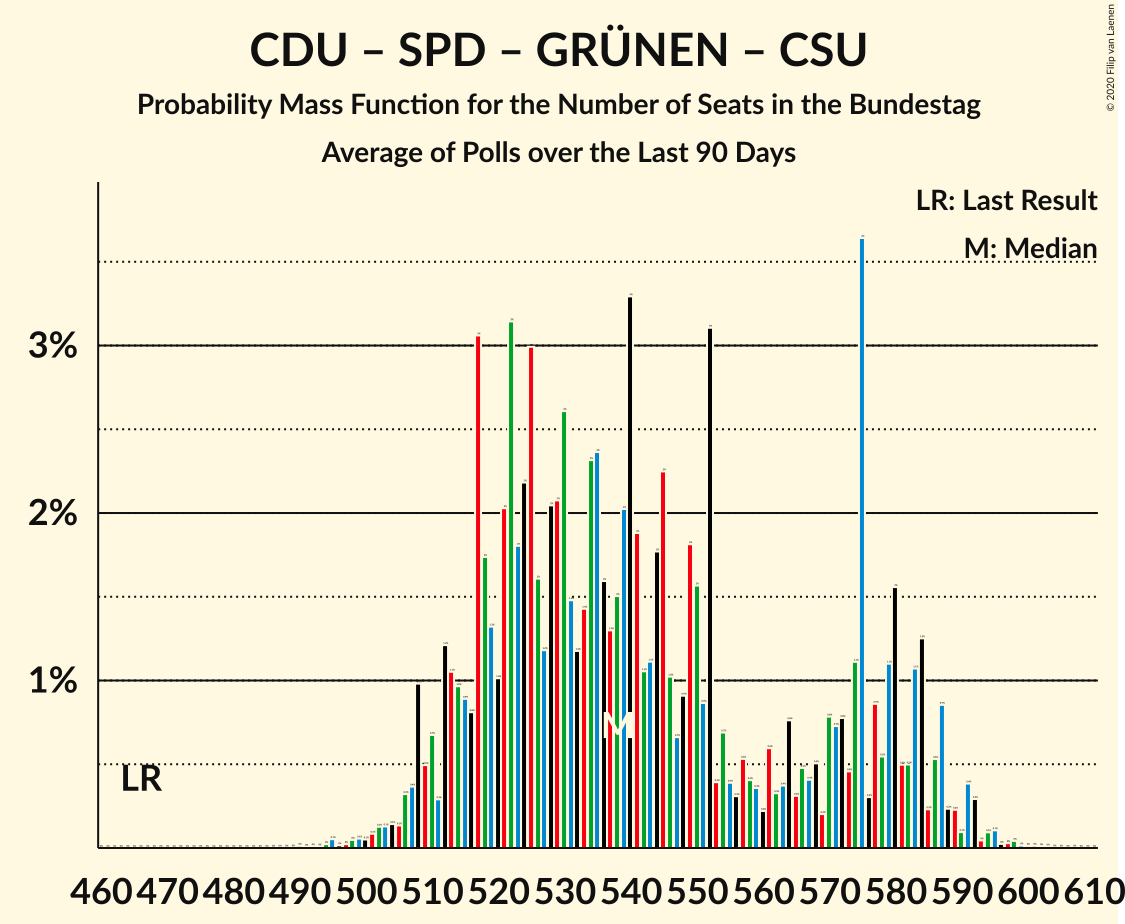 CDU – SPD – GRÜNEN – CSU
Probability Mass Function for the Number of Seats in the Bundestag
Average of Polls over the Last 90 Days
© 2020 Filip van Laenen
LR: Last Result
M: Median
3%
2%
1%
M
LR
460 470 480 490 500 510 520 530 540 550 560 570 580 590 600 610